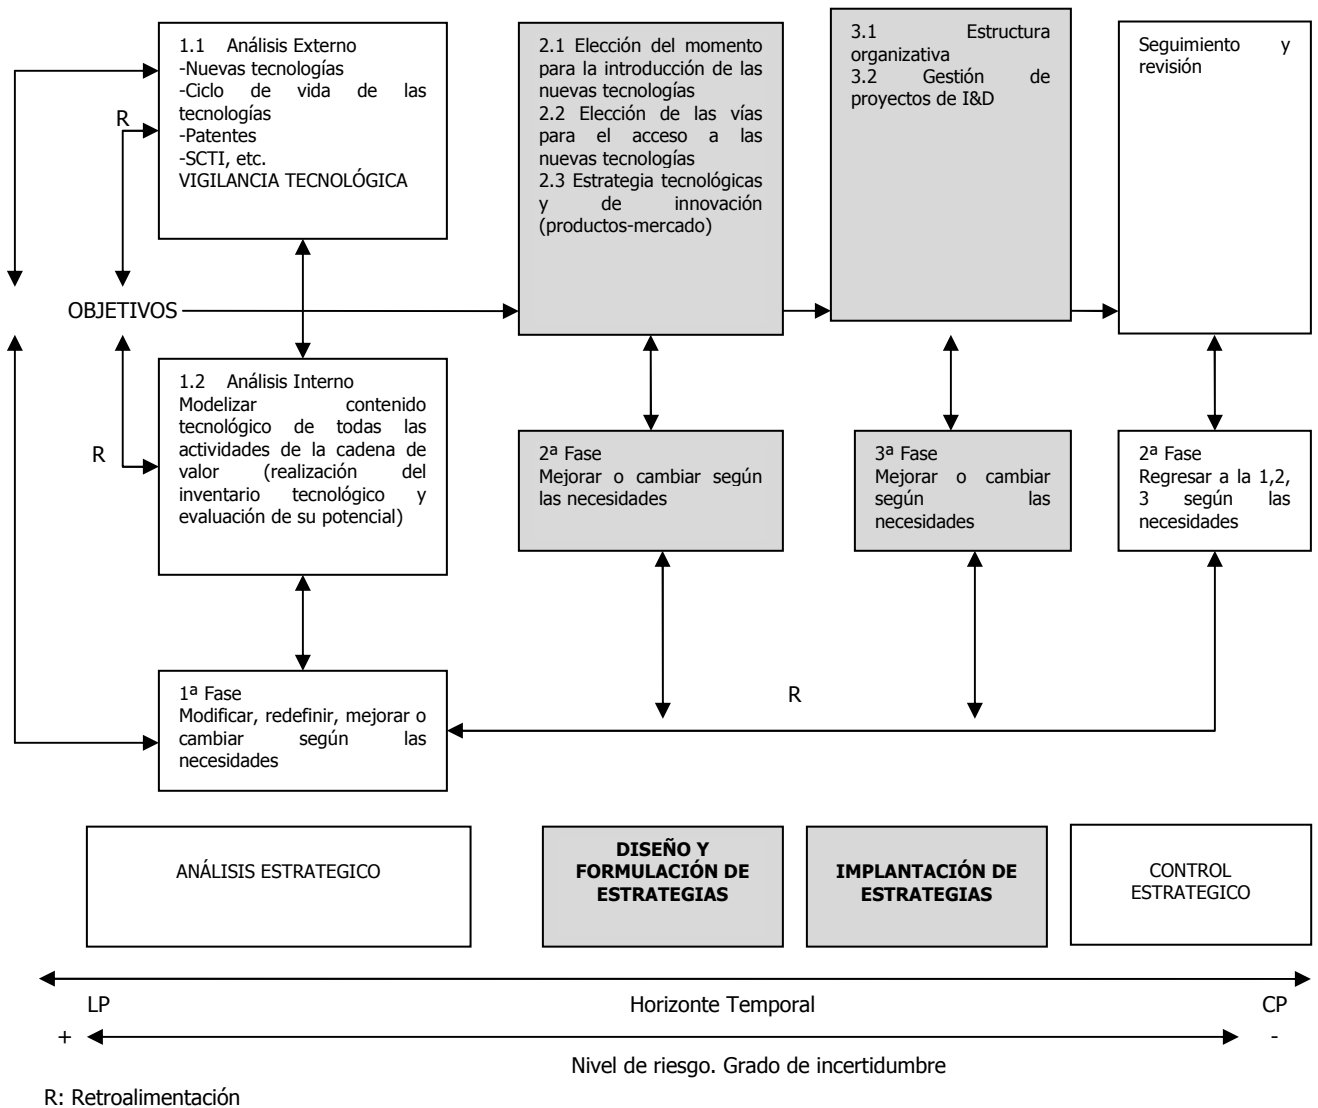 1.1 Análisis Externo
-Nuevas tecnologías
-Ciclo de vida de las
tecnologías
-Patentes
-SCTI, etc.
VIGILANCIA TECNOLÓGICA
2.1 Elección del momento
para la introducción de las
nuevas tecnologías
2.2 Elección de las vías
para el acceso a las
nuevas tecnologías
2.3 Estrategia tecnológicas
y de innovación
(productos-mercado)
3.1 Estructura
organizativa
3.2 Gestión de
proyectos de I&D
Seguimiento y
revisión
R
OBJETIVOS
R
1.2 Análisis Interno
Modelizar contenido
tecnológico de todas las
actividades de la cadena de
valor (realización del
inventario tecnológico y
evaluación de su potencial)
2ª Fase
Mejorar o cambiar según
las necesidades
3ª Fase
Mejorar o cambiar
según las
necesidades
2ª Fase
Regresar a la 1,2,
3 según las
necesidades
1ª Fase
Modificar, redefinir, mejorar o
cambiar según las
necesidades
R
ANÁLISIS ESTRATEGICO
DISEÑO Y
FORMULACIÓN DE
ESTRATEGIAS
IMPLANTACIÓN DE
ESTRATEGIAS
CONTROL
ESTRATEGICO
LP Horizonte Temporal CP
+ -
Nivel de riesgo. Grado de incertidumbre
R: Retroalimentación